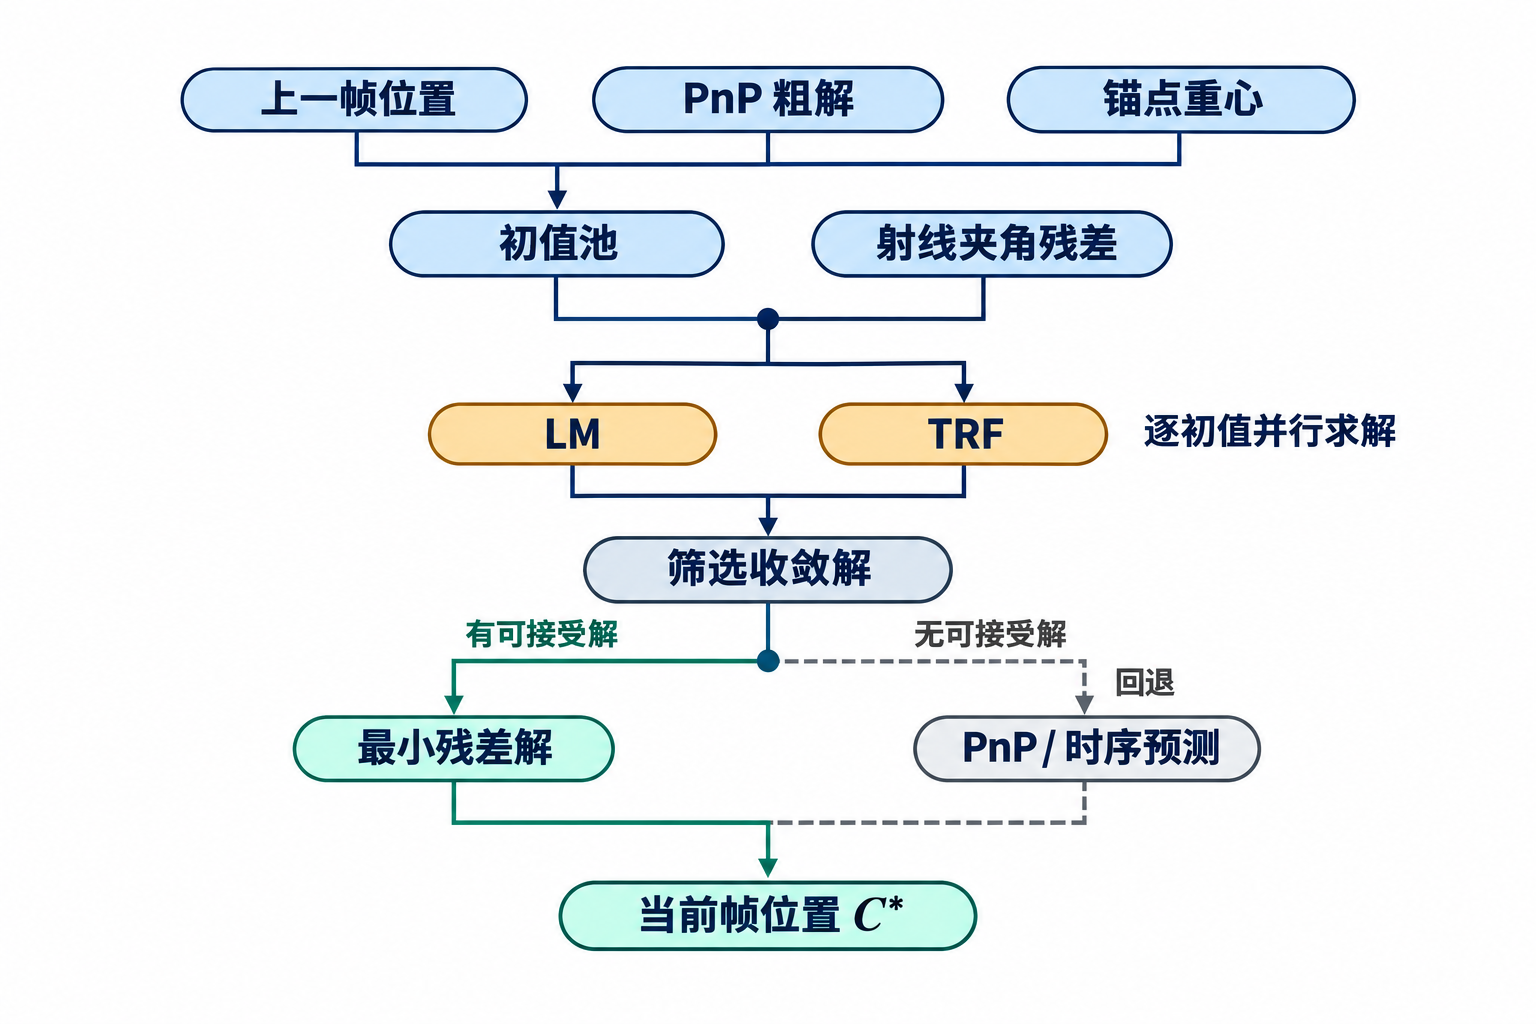 上一帧位置
PnP 粗解
锚点重心
初值池
射线夹角残差
LM
TRF
逐初值并行求解
筛选收敛解
有可接受解
无可接受解
回退
最小残差解
PnP / 时序预测
当前帧位置 C*